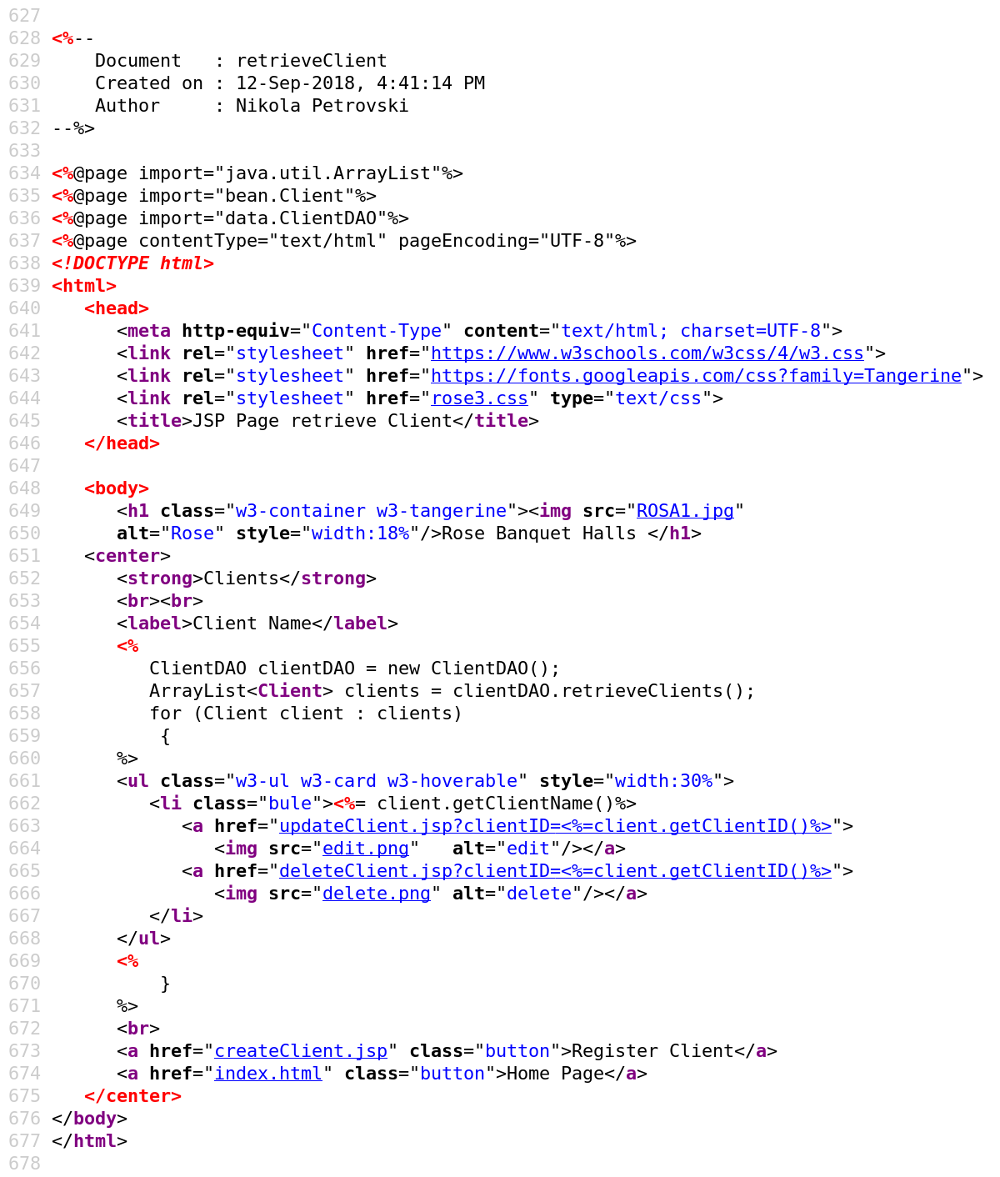 627
628 <%--
629     Document   : retrieveClient
630     Created on : 12-Sep-2018, 4:41:14 PM
631     Author     : Nikola Petrovski
632 --%>
633
634 <%@page import="java.util.ArrayList"%>
635 <%@page import="bean.Client"%>
636 <%@page import="data.ClientDAO"%>
637 <%@page contentType="text/html" pageEncoding="UTF-8"%>
638 <!DOCTYPE html>
639 <html>
640    <head>
641       <meta http-equiv="Content-Type" content="text/html; charset=UTF-8">
642       <link rel="stylesheet" href="https://www.w3schools.com/w3css/4/w3.css">
643       <link rel="stylesheet" href="https://fonts.googleapis.com/css?family=Tangerine">
644       <link rel="stylesheet" href="rose3.css" type="text/css">
645       <title>JSP Page retrieve Client</title>
646    </head>
647
648    <body>
649       <h1 class="w3-container w3-tangerine"><img src="ROSA1.jpg"
650       alt="Rose" style="width:18%"/>Rose Banquet Halls </h1>
651    <center>
652       <strong>Clients</strong>
653       <br><br>
654       <label>Client Name</label>
655       <%
656          ClientDAO clientDAO = new ClientDAO();
657          ArrayList<Client> clients = clientDAO.retrieveClients();
658          for (Client client : clients)
659           {
660       %>
661       <ul class="w3-ul w3-card w3-hoverable" style="width:30%">
662          <li class="bule"><%= client.getClientName()%>
663             <a href="updateClient.jsp?clientID=<%=client.getClientID()%>">
664                <img src="edit.png"   alt="edit"/></a>
665             <a href="deleteClient.jsp?clientID=<%=client.getClientID()%>">
666                <img src="delete.png" alt="delete"/></a>
667          </li>
668       </ul>
669       <%
670           }
671       %>
672       <br>
673       <a href="createClient.jsp" class="button">Register Client</a>
674       <a href="index.html" class="button">Home Page</a>
675    </center>
676 </body>
677 </html>
678